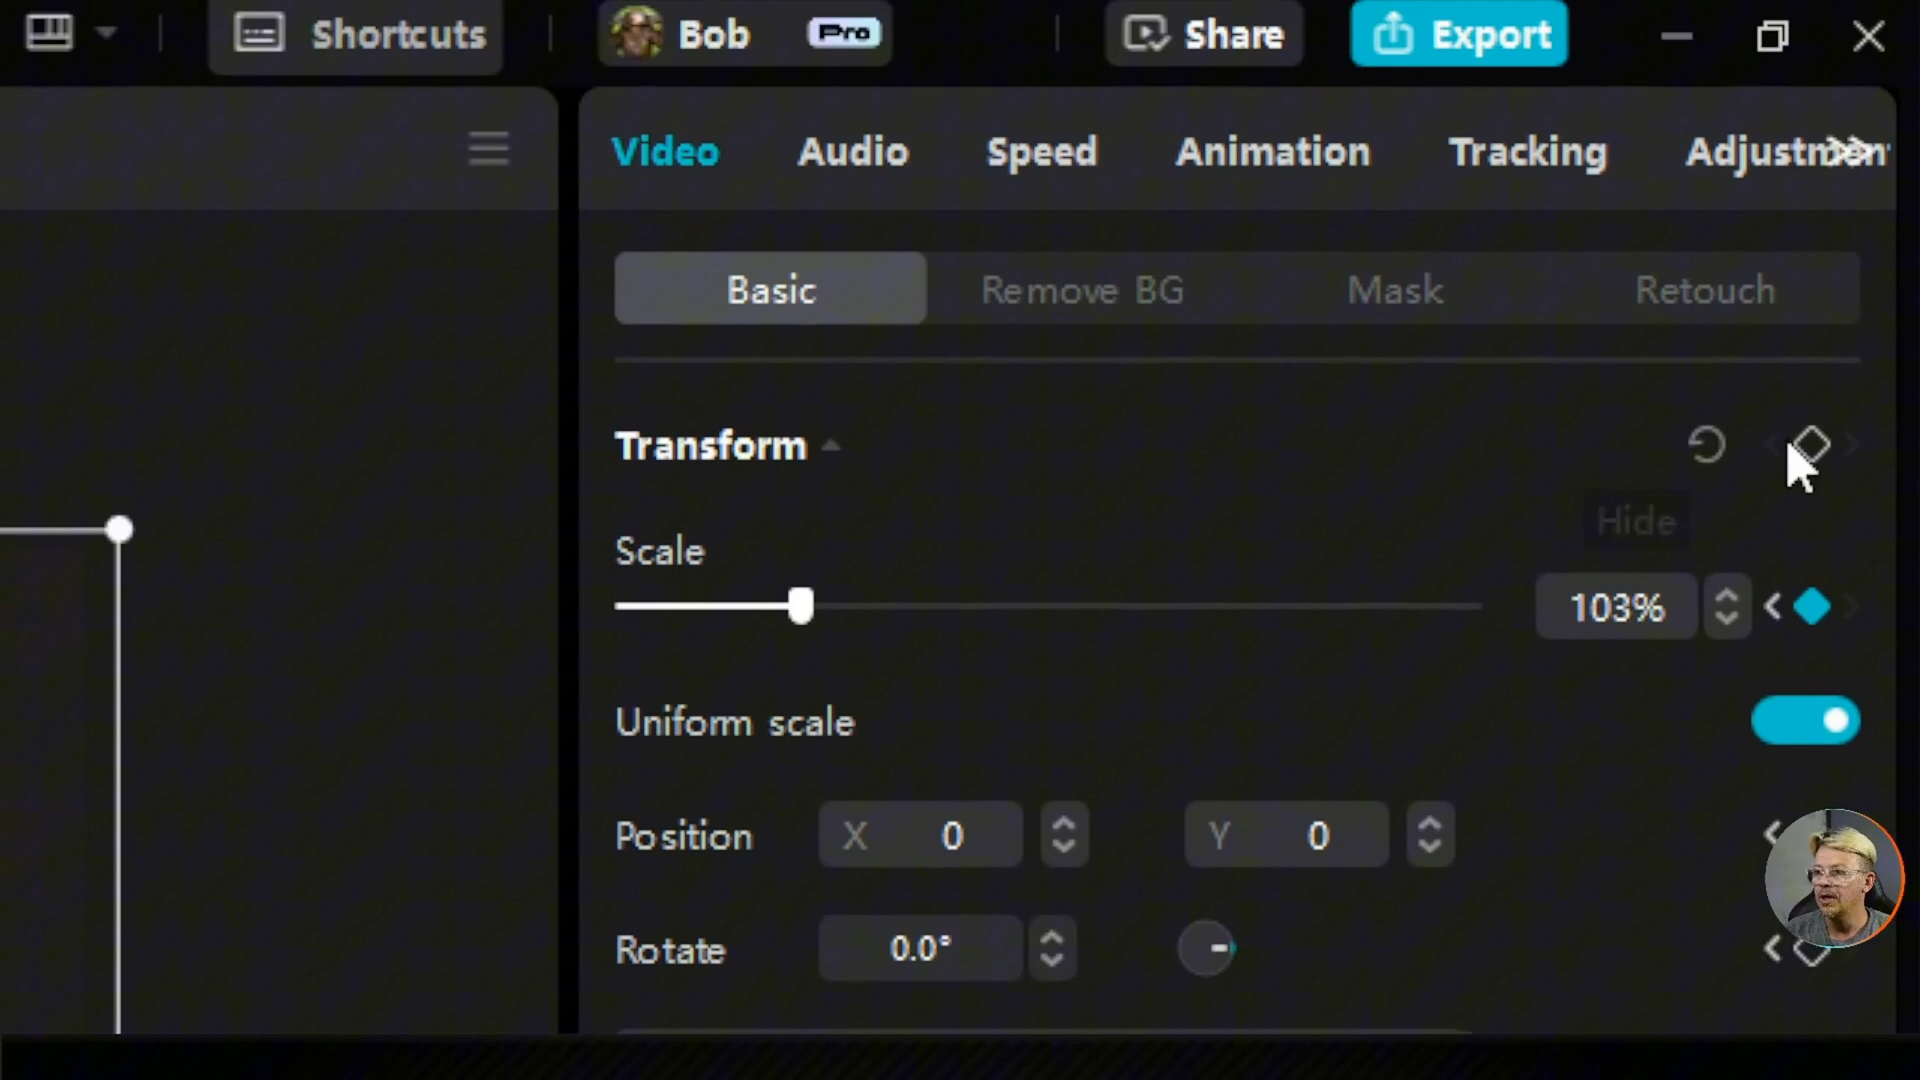 Shortcuts
Bob Pro
Share
Export
Video Audio Speed Animation Tracking Adjustment
Basic Remove BG Mask Retouch
Transform
Hide
Scale
103%
Uniform scale
Position X 0 Y 0
Rotate 0.0°